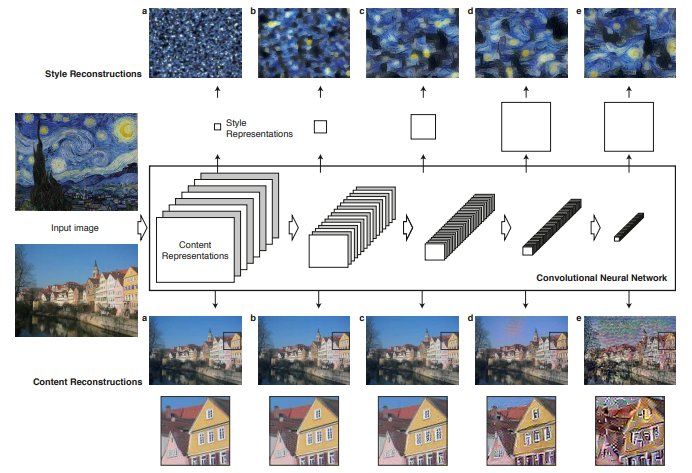 a b c d e
Style Reconstructions
Style
Representations
Input image
Content
Representations
Convolutional Neural Network
a b c d e
Content Reconstructions